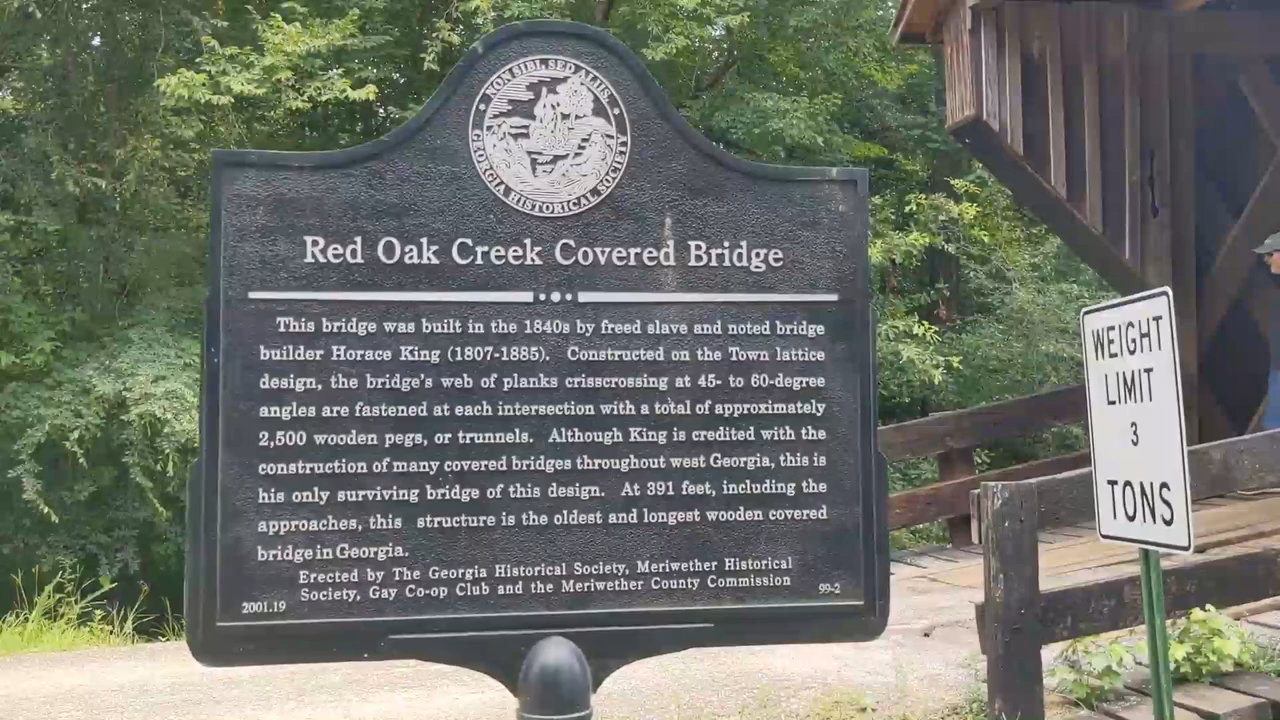 NON SIBI, SED ALIIS.
GEORGIA HISTORICAL SOCIETY
Red Oak Creek Covered Bridge
This bridge was built in the 1840s by freed slave and noted bridge
builder Horace King (1807-1885). Constructed on the Town lattice
design, the bridge's web of planks crisscrossing at 45- to 60-degree
angles are fastened at each intersection with a total of approximately
2,500 wooden pegs, or trunnels. Although King is credited with the
construction of many covered bridges throughout west Georgia, this is
his only surviving bridge of this design. At 391 feet, including the
approaches, this structure is the oldest and longest wooden covered
bridge in Georgia.
Erected by The Georgia Historical Society, Meriwether Historical
Society, Gay Co-op Club and the Meriwether County Commission
2001.19 99-2
WEIGHT
LIMIT
3
TONS